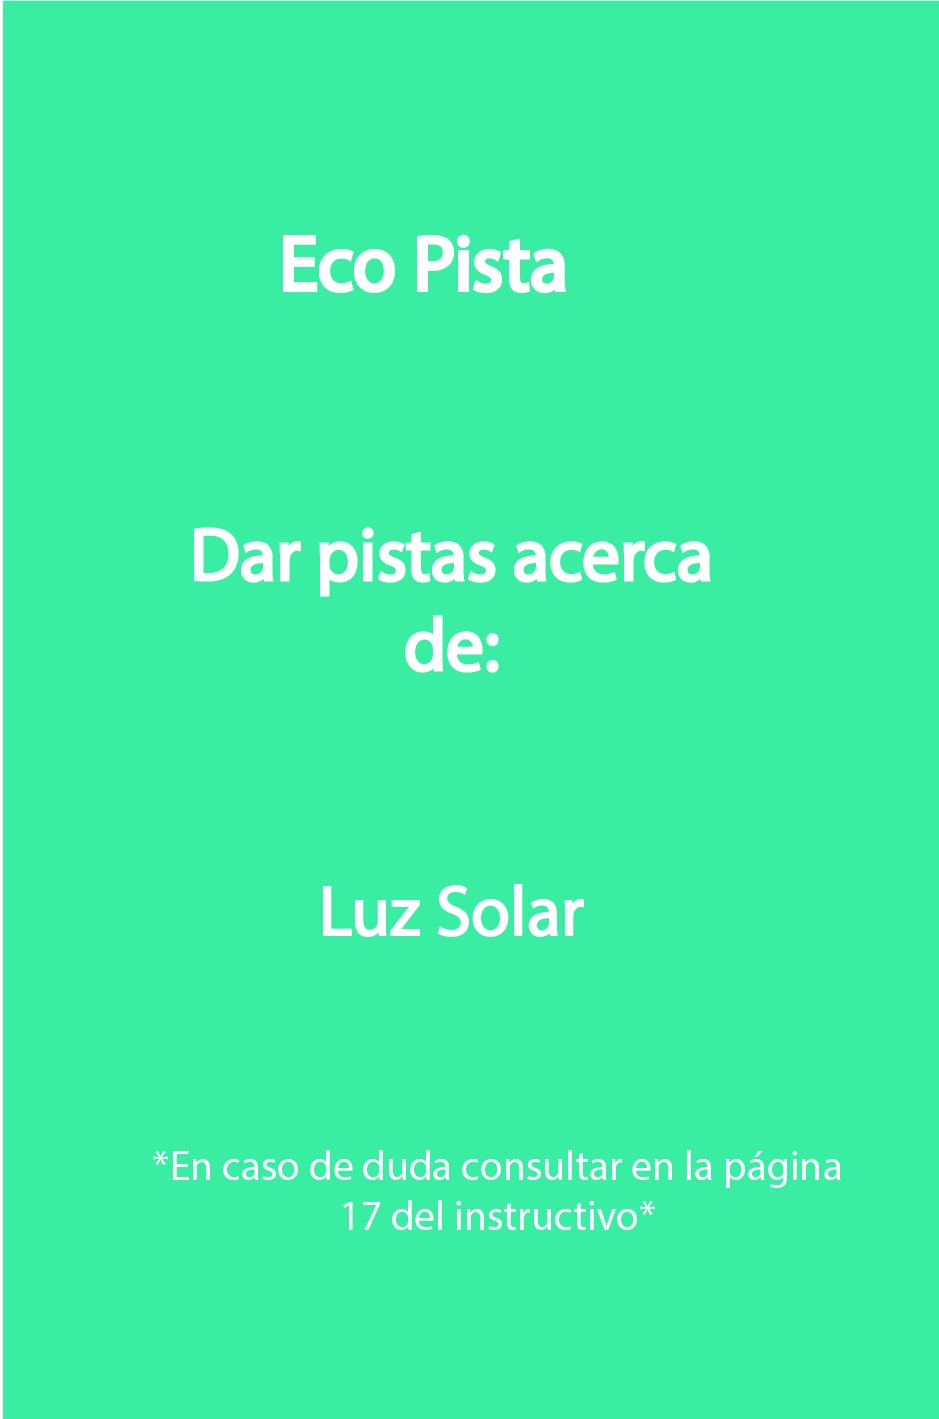 Eco Pista
Dar pistas acerca
de:
Luz Solar
*En caso de duda consultar en la página
17 del instructivo*